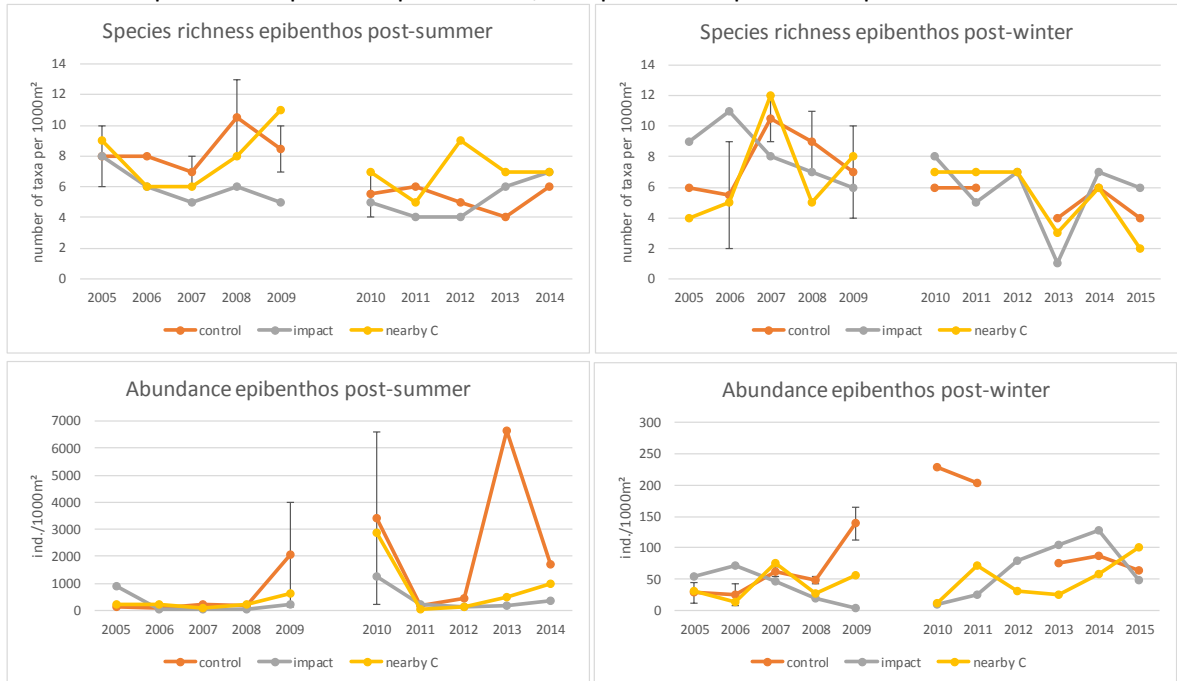 Species richness epibenthos post-summer
number of taxa per 1000m²
14
12
10
8
6
4
2
0
2005 2006 2007 2008 2009 2010 2011 2012 2013 2014
control impact nearby C
Species richness epibenthos post-winter
number of taxa per 1000m²
14
12
10
8
6
4
2
0
2005 2006 2007 2008 2009 2010 2011 2012 2013 2014 2015
control impact nearby C
Abundance epibenthos post-summer
ind./1000m²
7000
6000
5000
4000
3000
2000
1000
0
2005 2006 2007 2008 2009 2010 2011 2012 2013 2014
control impact nearby C
Abundance epibenthos post-winter
ind./1000m²
300
250
200
150
100
50
0
2005 2006 2007 2008 2009 2010 2011 2012 2013 2014 2015
control impact nearby C